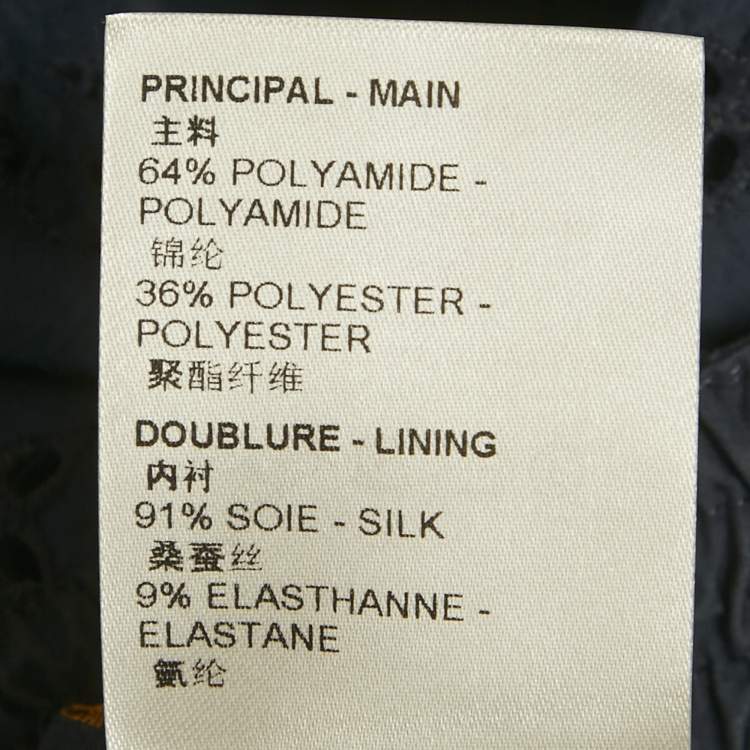 PRINCIPAL - MAIN
主料
64% POLYAMIDE -
POLYAMIDE
锦纶
36% POLYESTER -
POLYESTER
聚酯纤维
DOUBLURE - LINING
内衬
91% SOIE - SILK
桑蚕丝
9% ELASTHANNE -
ELASTANE
氨纶